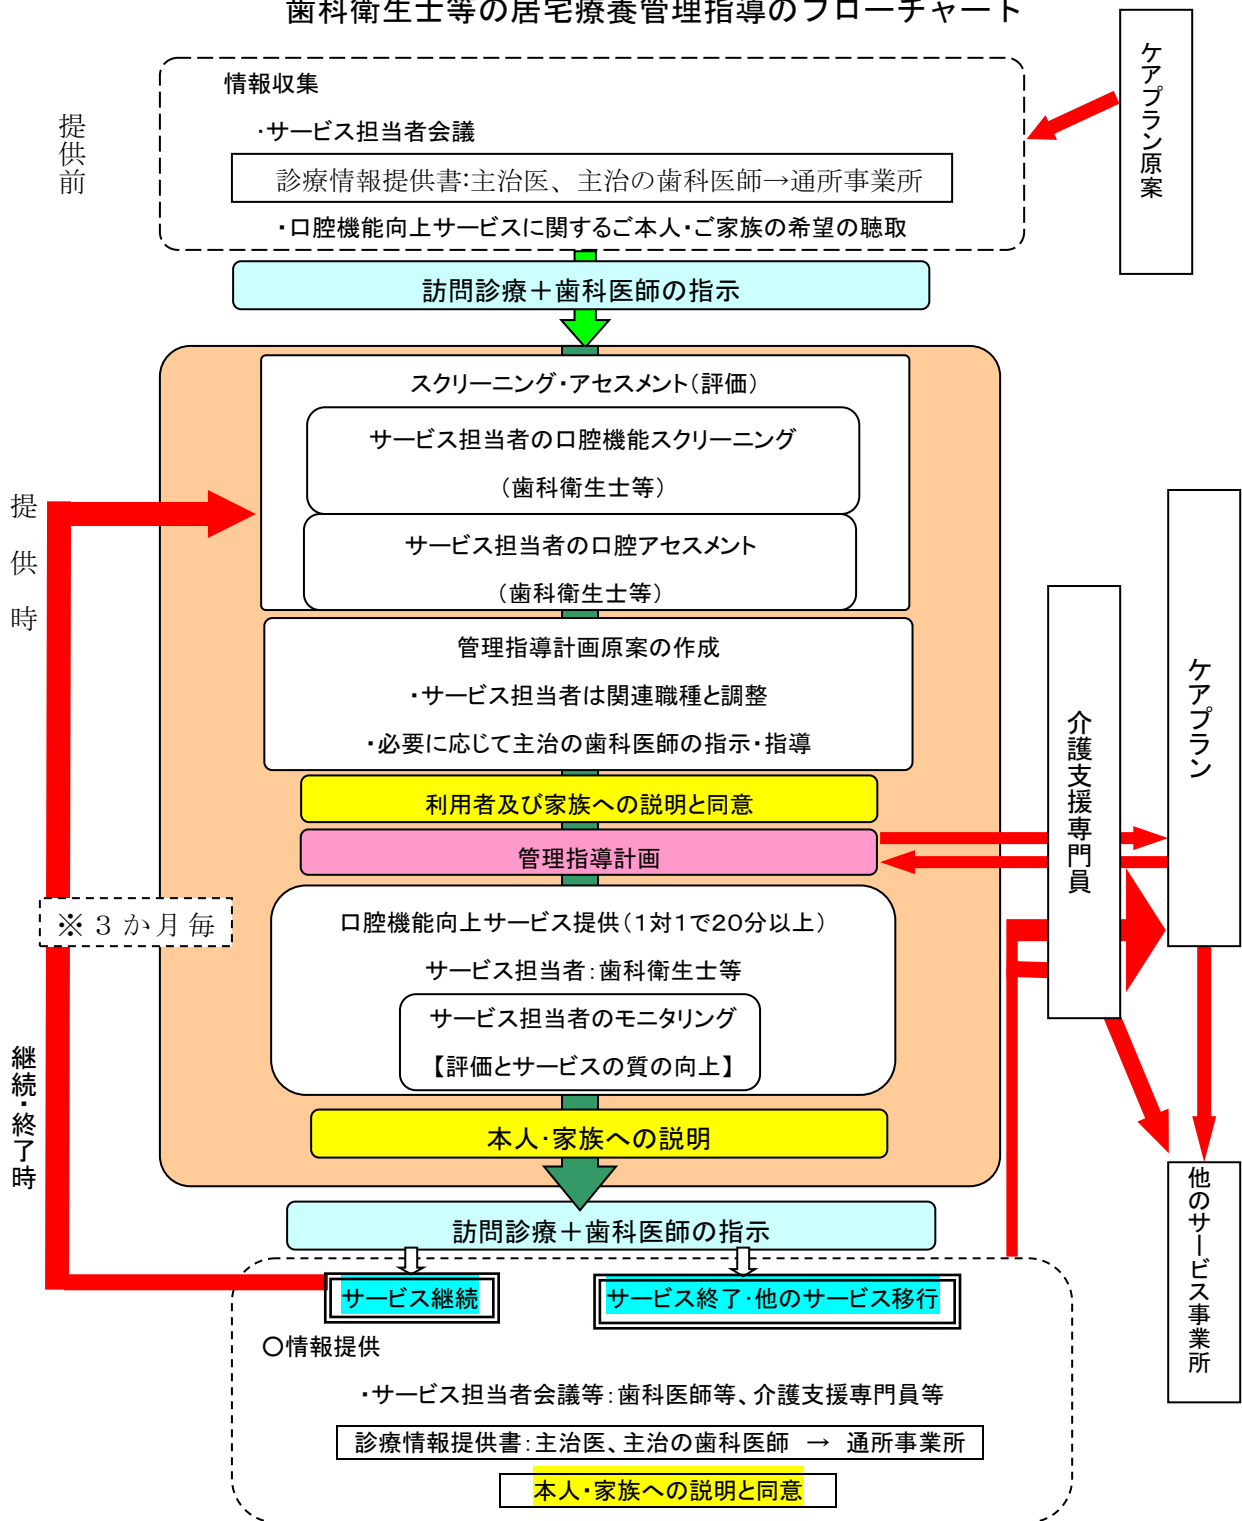 歯科衛生士等の居宅療養管理指導のフローチャート
ケアプラン原案
提供前
情報収集
・サービス担当者会議
診療情報提供書:主治医、主治の歯科医師→通所事業所
・口腔機能向上サービスに関するご本人・ご家族の希望の聴取
訪問診療＋歯科医師の指示
提供時
スクリーニング・アセスメント(評価)
サービス担当者の口腔機能スクリーニング
(歯科衛生士等)
サービス担当者の口腔アセスメント
(歯科衛生士等)
管理指導計画原案の作成
・サービス担当者は関連職種と調整
・必要に応じて主治の歯科医師の指示・指導
利用者及び家族への説明と同意
管理指導計画
介護支援専門員
ケアプラン
※３か月毎
口腔機能向上サービス提供(1対1で20分以上)
サービス担当者:歯科衛生士等
サービス担当者のモニタリング
【評価とサービスの質の向上】
継続・終了時
本人・家族への説明
他のサービス事業所
訪問診療＋歯科医師の指示
サービス継続
サービス終了・他のサービス移行
○情報提供
・サービス担当者会議等:歯科医師等、介護支援専門員等
診療情報提供書:主治医、主治の歯科医師 → 通所事業所
本人・家族への説明と同意